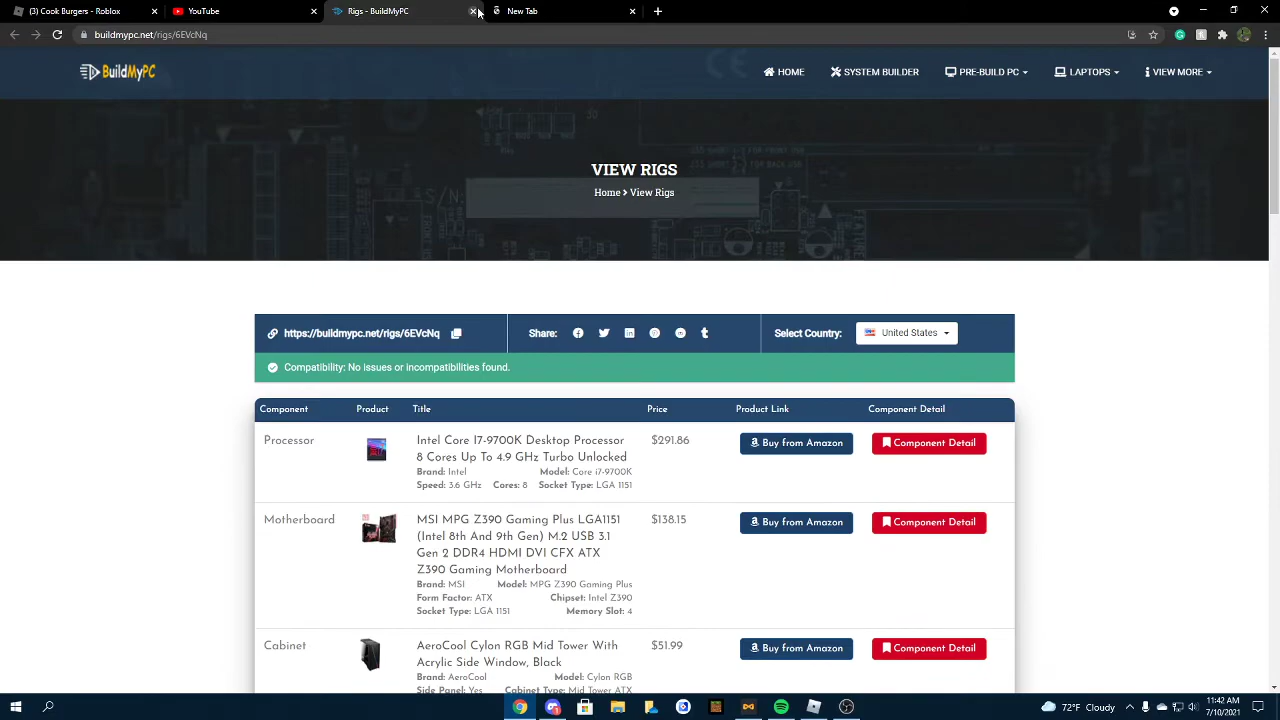 (3) Cook Burgers - Roblox
YouTube
Rigs - BuildMyPC
New Tab
buildmypc.net/rigs/6EVcNq
BuildMyPC
HOME
SYSTEM BUILDER
PRE-BUILD PC
LAPTOPS
VIEW MORE
VIEW RIGS
Home > View Rigs
https://buildmypc.net/rigs/6EVcNq
Share:
Select Country:
United States
Compatibility: No issues or incompatibilities found.
Component Product Title Price Product Link Component Detail
Processor
Intel Core I7-9700K Desktop Processor
8 Cores Up To 4.9 GHz Turbo Unlocked
Brand: Intel Model: Core i7-9700K
Speed: 3.6 GHz Cores: 8 Socket Type: LGA 1151
$291.86
Buy from Amazon
Component Detail
Motherboard
MSI MPG Z390 Gaming Plus LGA1151
(Intel 8th And 9th Gen) M.2 USB 3.1
Gen 2 DDR4 HDMI DVI CFX ATX
Z390 Gaming Motherboard
Brand: MSI Model: MPG Z390 Gaming Plus
Form Factor: ATX Chipset: Intel Z390
Socket Type: LGA 1151 Memory Slot: 4
$138.15
Buy from Amazon
Component Detail
Cabinet
AeroCool Cylon RGB Mid Tower With
Acrylic Side Window, Black
Brand: AeroCool Model: Cylon RGB
Side Panel: Yes Cabinet Type: Mid Tower ATX
$51.99
Buy from Amazon
Component Detail
72°F Cloudy
11:42 AM
7/10/2021